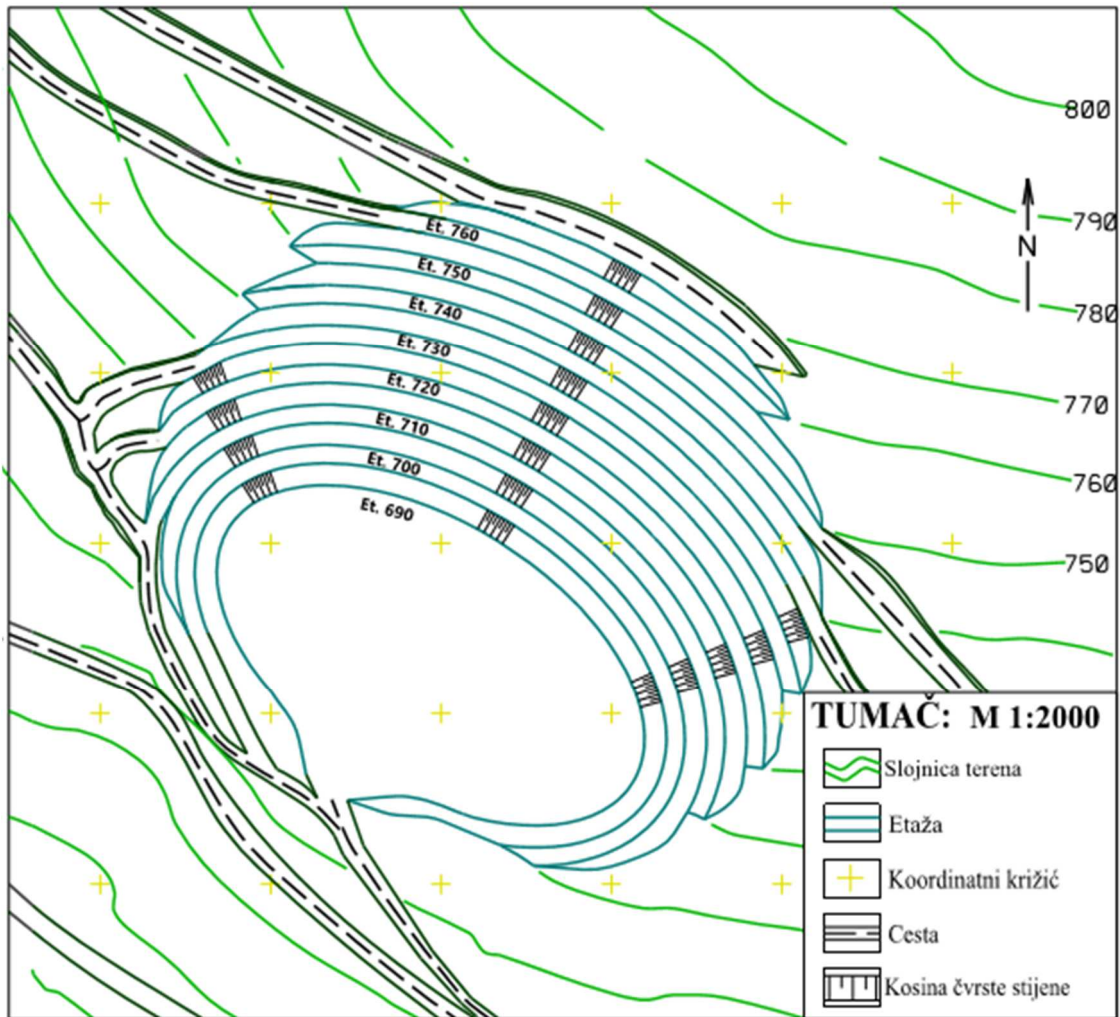 800
790
N
780
770
760
750
Et. 760
Et. 750
Et. 740
Et. 730
Et. 720
Et. 710
Et. 700
Et. 690
TUMAČ: M 1:2000
Slojnica terena
Etaža
Koordinatni križić
Cesta
Kosina čvrste stijene